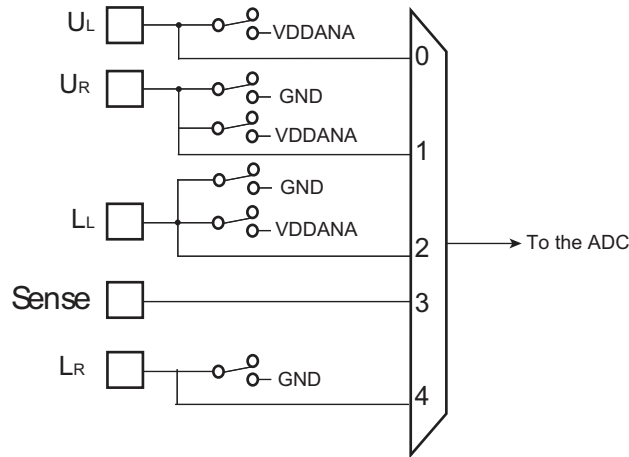 UL
VDDANA
0
UR
GND
VDDANA
1
GND
LL
VDDANA
2
To the ADC
Sense
3
LR
GND
4